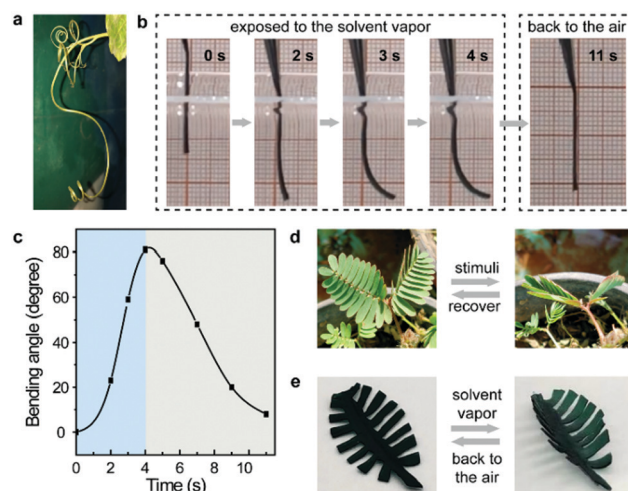 a
b
exposed to the solvent vapor
back to the air
0 s
2 s
3 s
4 s
11 s
c
80
60
40
20
0
0 2 4 6 8 10
Bending angle (degree)
Time (s)
d
stimuli
recover
e
solvent
vapor
back to
the air